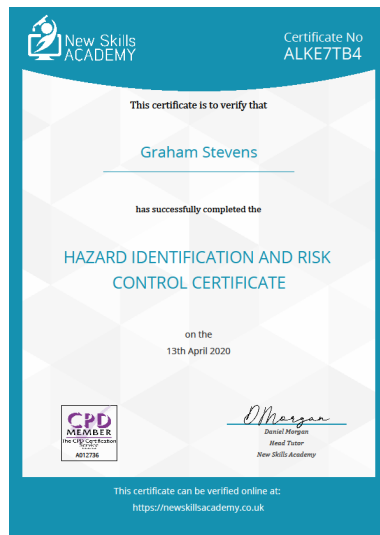 New Skills
ACADEMY
Certificate No
ALKE7TB4
This certificate is to verify that
Graham Stevens
has successfully completed the
HAZARD IDENTIFICATION AND RISK
CONTROL CERTIFICATE
on the
13th April 2020
CPD
MEMBER
The CPD Certification
Service
A012736
DMorgan
Daniel Morgan
Head Tutor
New Skills Academy
This certificate can be verified online at:
https://newskillsacademy.co.uk